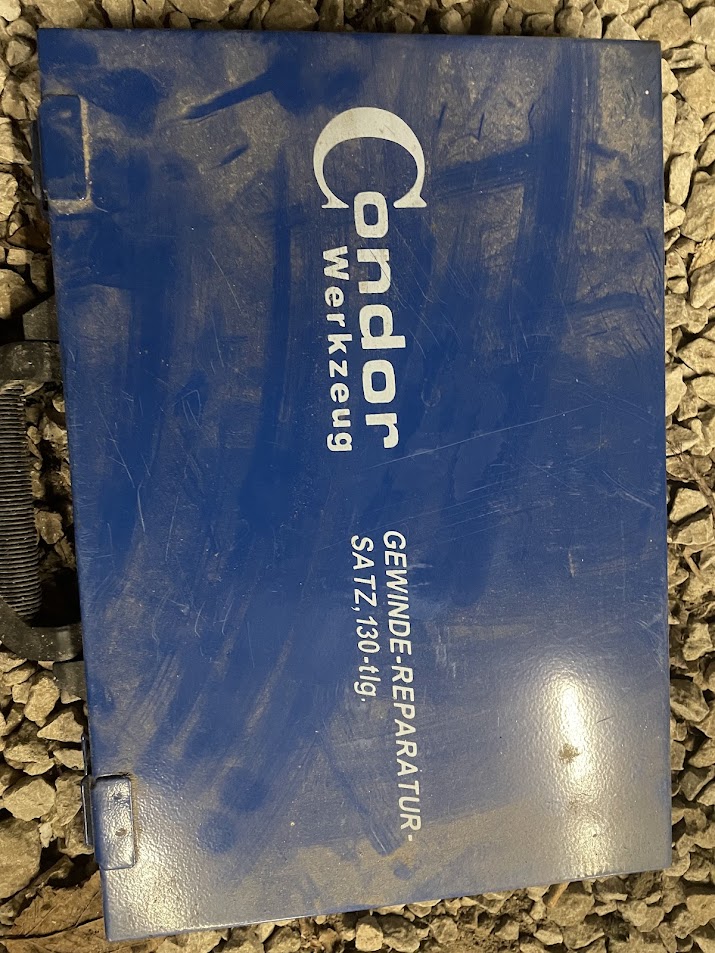 Condor
Werkzeug
GEWINDE-REPARATUR-
SATZ,130-tlg.